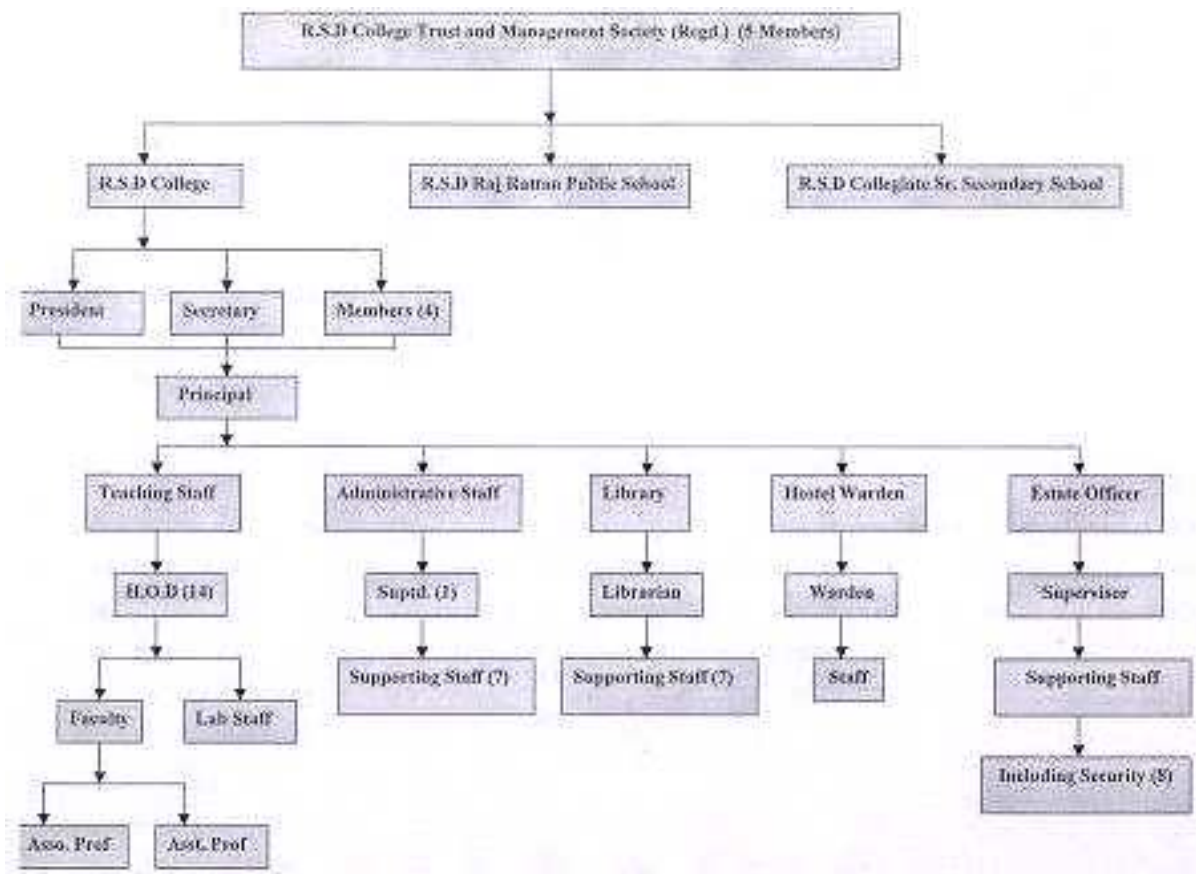 R.S.D College Trust and Management Society (Regd.) (5 Members)
R.S.D College
R.S.D Raj Rattan Public School
R.S.D Collegiate Sr. Secondary School
President
Secretary
Members (4)
Principal
Teaching Staff
Administrative Staff
Library
Hostel Warden
Estate Officer
H.O.D (14)
Suptd.
Librarian
Warden
Supervisor
Supporting Staff (7)
Supporting Staff (7)
Staff
Supporting Staff
Faculty
Lab Staff
Including Security (8)
Asso. Prof
Asst. Prof